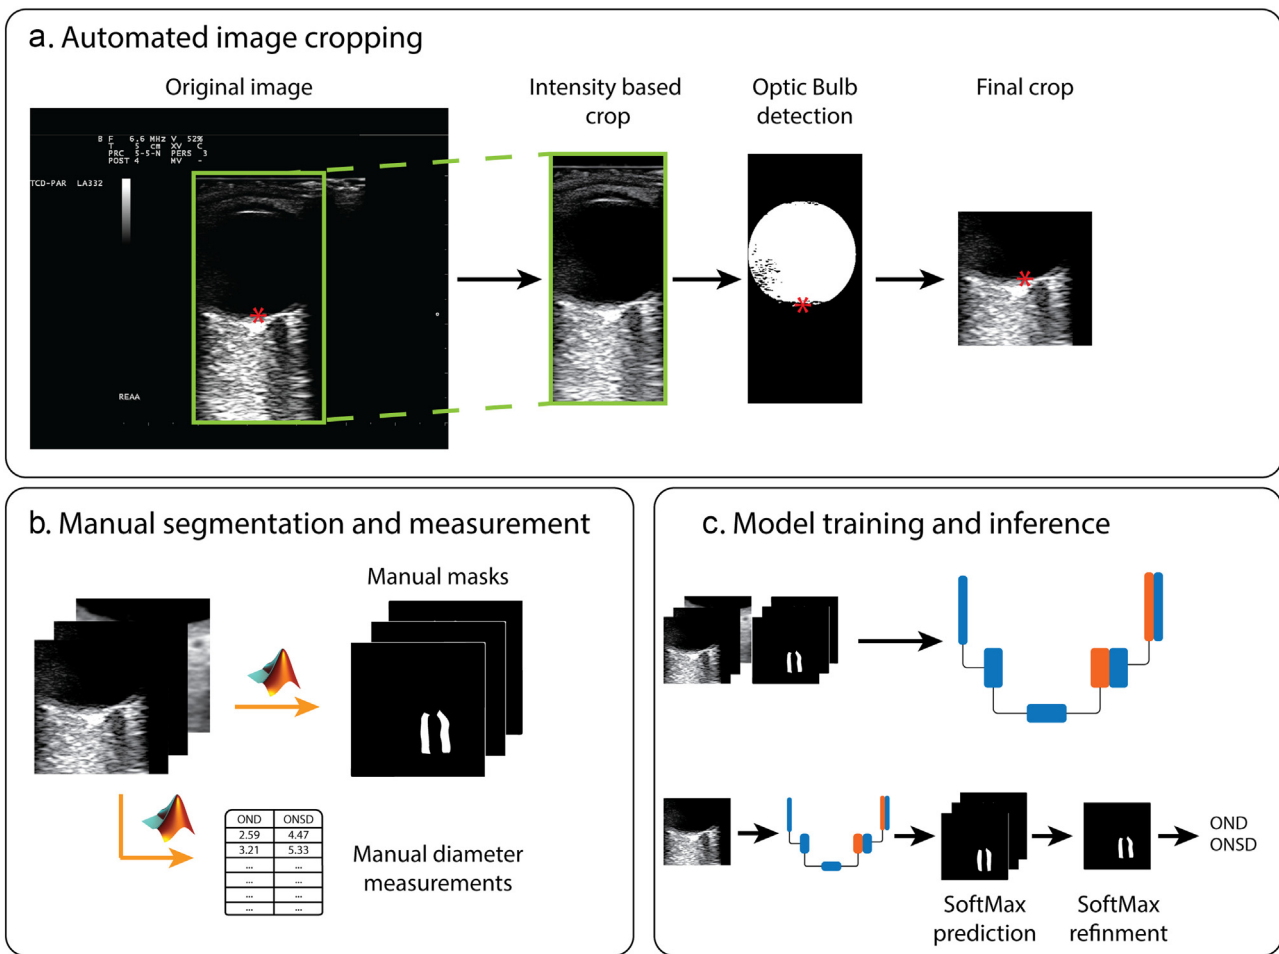 a. Automated image cropping
Original image
Intensity based
crop
Optic Bulb
detection
Final crop
B F 6.6 MHz V 52%
T 5 cm XV C
PRC 5-5-N PERS 3
POST 4 MV -
TCD-PAR LA332
REAA
b. Manual segmentation and measurement
Manual masks
OND ONSD
2.59 4.47
3.21 5.33
... ...
... ...
... ...
... ...
Manual diameter
measurements
c. Model training and inference
OND
ONSD
SoftMax
prediction
SoftMax
refinment